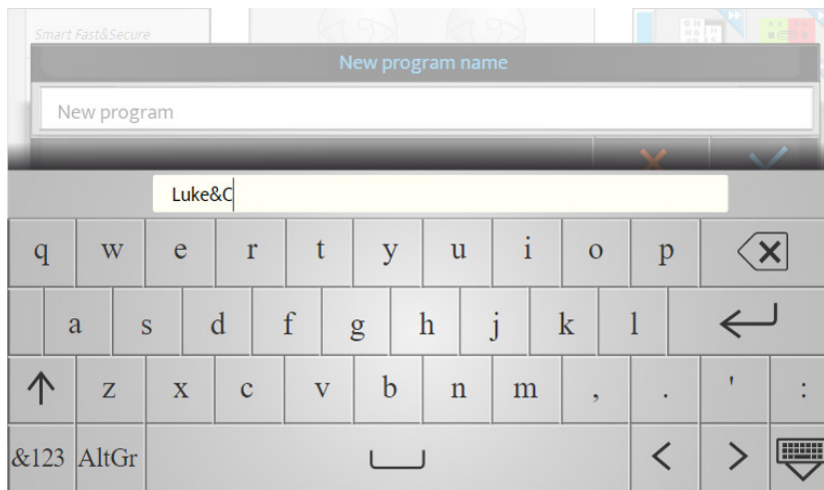 Smart Fast&Secure
New program name
New program
Luke&C
q w e r t y u i o p
a s d f g h j k l
z x c v b n m , . ' :
&123 AltGr < >